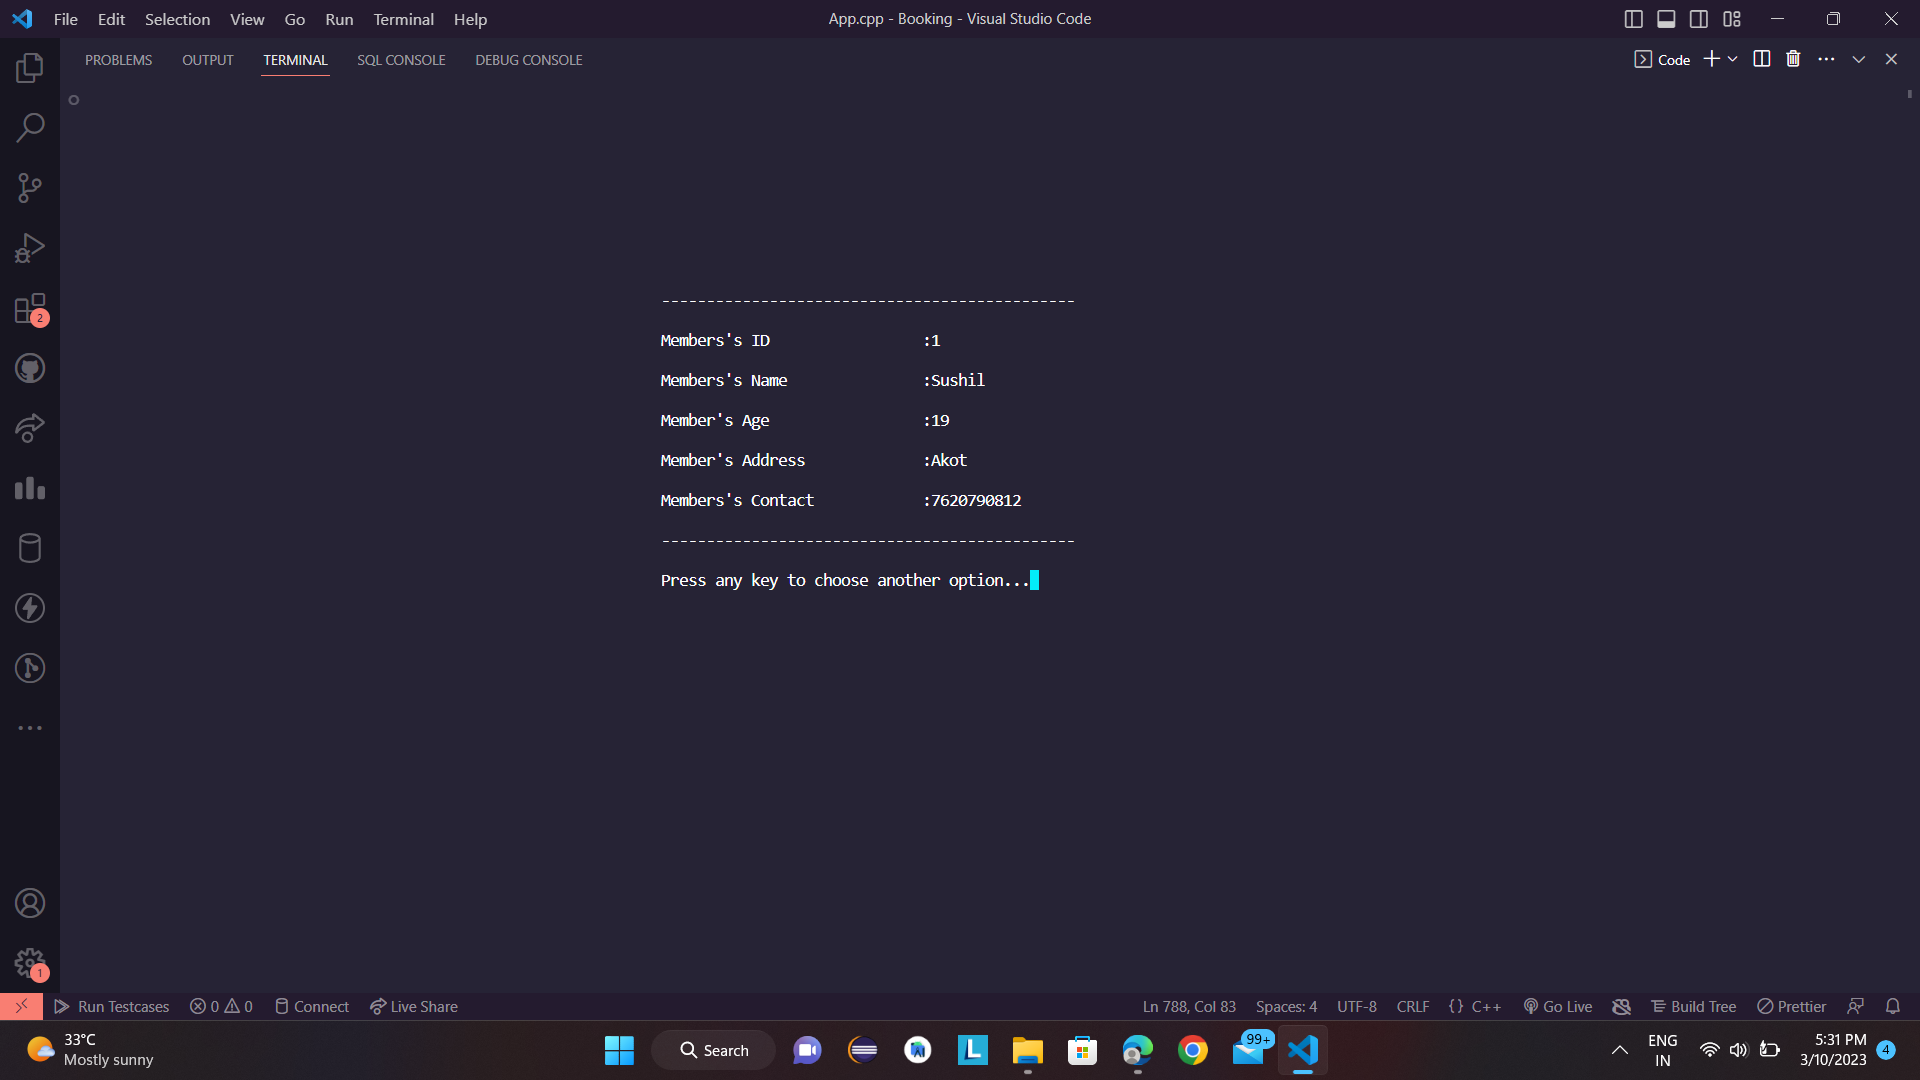 File Edit Selection View Go Run Terminal Help
App.cpp - Booking - Visual Studio Code
PROBLEMS OUTPUT TERMINAL SQL CONSOLE DEBUG CONSOLE
Code
---------------------------------------------
Members's ID :1
Members's Name :Sushil
Member's Age :19
Member's Address :Akot
Members's Contact :7620790812
---------------------------------------------
Press any key to choose another option...
2
1
Run Testcases 0 0 Connect Live Share
Ln 788, Col 83 Spaces: 4 UTF-8 CRLF {} C++ Go Live Build Tree Prettier
33°C
Mostly sunny
Search
L
99+
ENG
IN
5:31 PM
3/10/2023
4